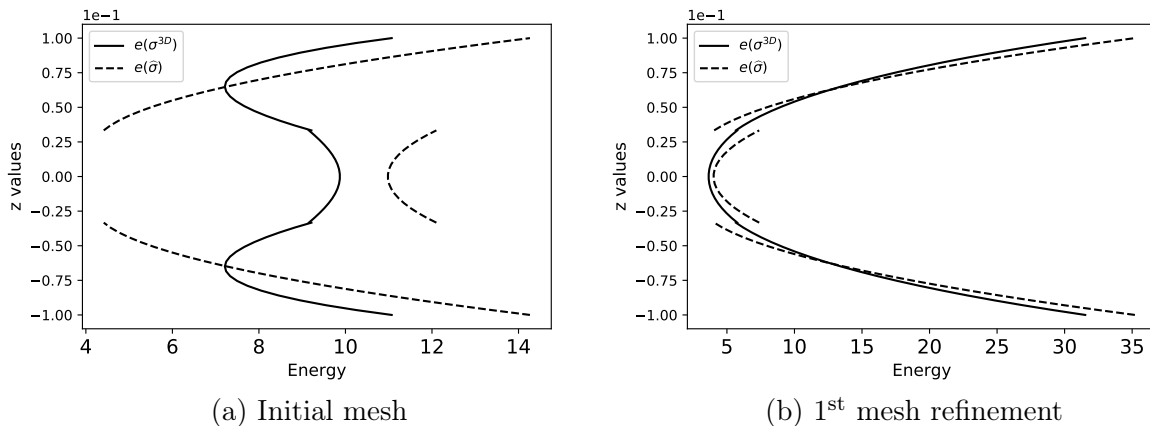 1e−1
e(σ³ᴰ)
e(σ̂)
1.00
0.75
0.50
0.25
0.00
−0.25
−0.50
−0.75
−1.00
z values
4 6 8 10 12 14
Energy
(a) Initial mesh
1e−1
e(σ³ᴰ)
e(σ̂)
1.00
0.75
0.50
0.25
0.00
−0.25
−0.50
−0.75
−1.00
z values
5 10 15 20 25 30 35
Energy
(b) 1ˢᵗ mesh refinement